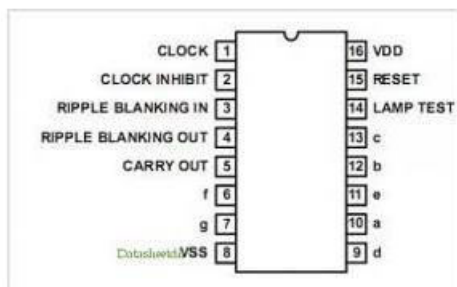 CLOCK 1 16 VDD
CLOCK INHIBIT 2 15 RESET
RIPPLE BLANKING IN 3 14 LAMP TEST
RIPPLE BLANKING OUT 4 13 c
CARRY OUT 5 12 b
f 6 11 e
g 7 10 a
VSS 8 9 d